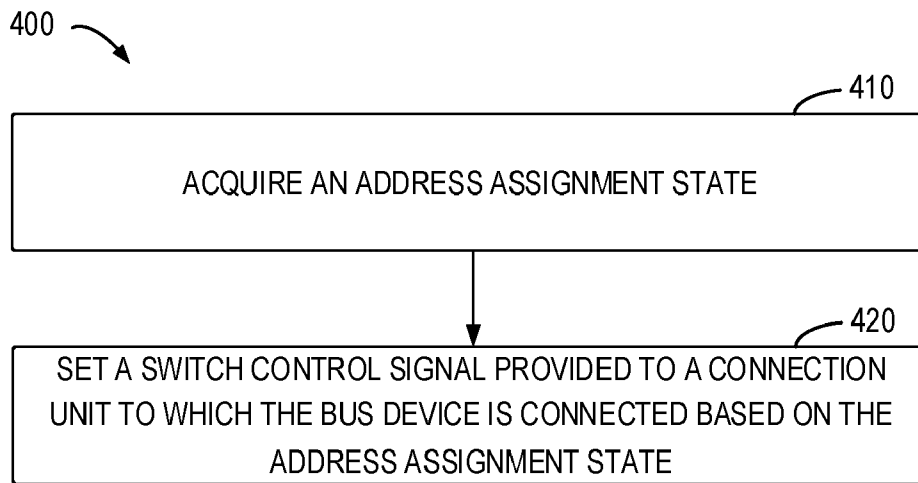 400
410
ACQUIRE AN ADDRESS ASSIGNMENT STATE
420
SET A SWITCH CONTROL SIGNAL PROVIDED TO A CONNECTION
UNIT TO WHICH THE BUS DEVICE IS CONNECTED BASED ON THE
ADDRESS ASSIGNMENT STATE